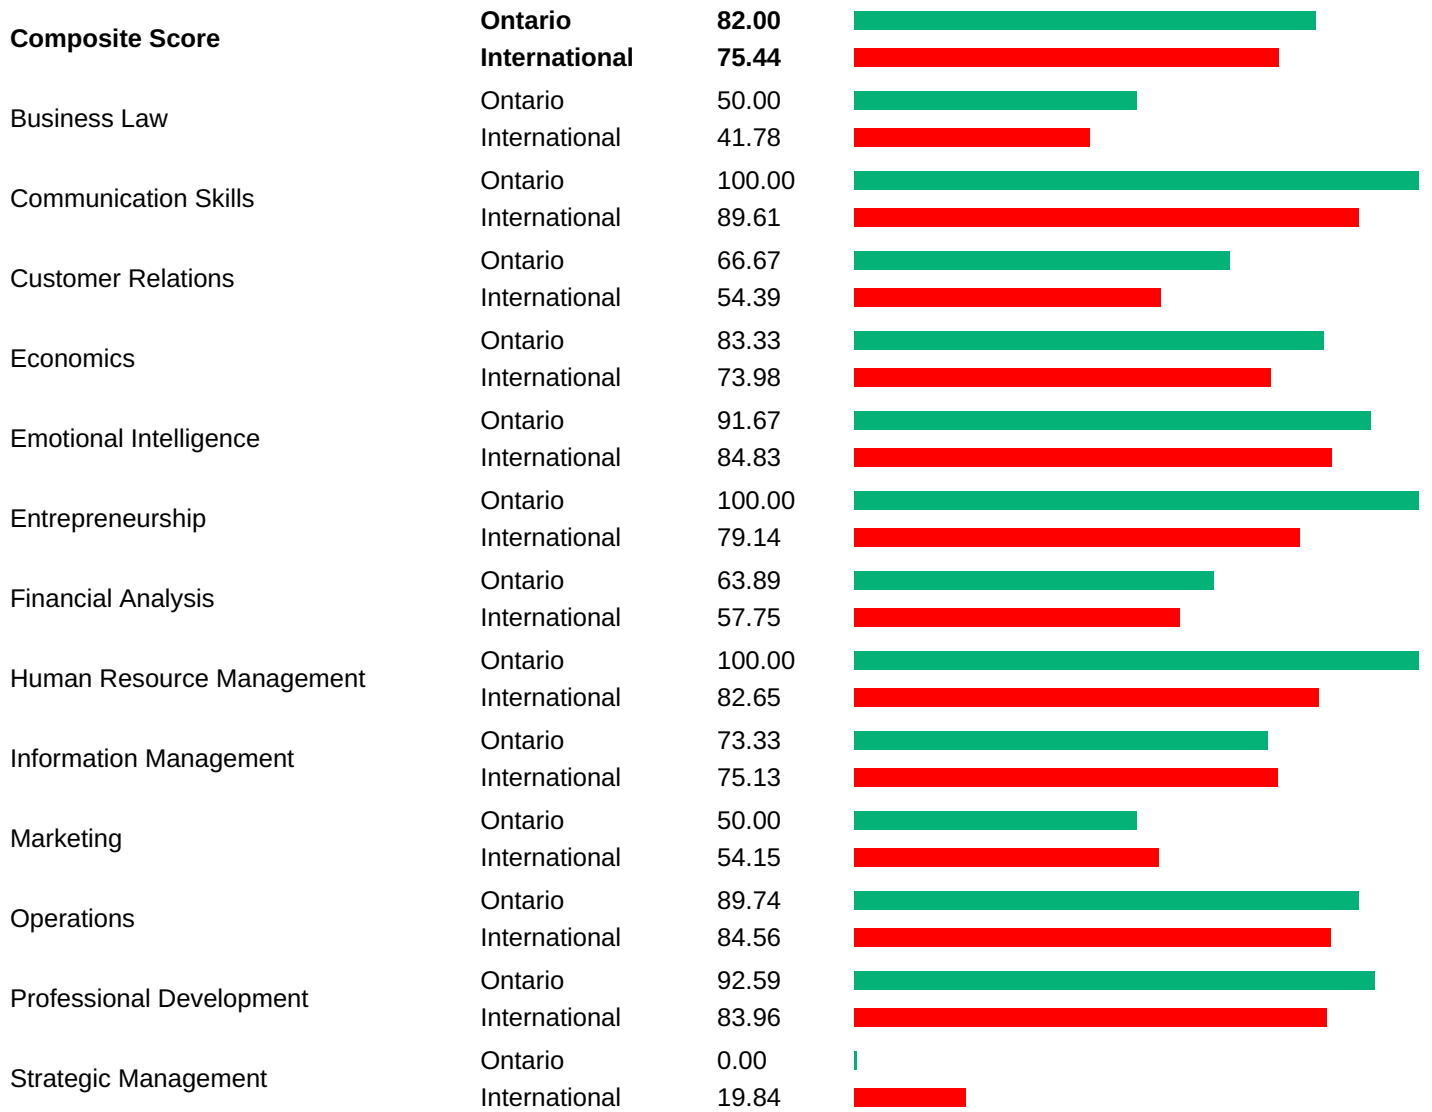 Composite Score
Ontario 82.00
International 75.44
Business Law
Ontario 50.00
International 41.78
Communication Skills
Ontario 100.00
International 89.61
Customer Relations
Ontario 66.67
International 54.39
Economics
Ontario 83.33
International 73.98
Emotional Intelligence
Ontario 91.67
International 84.83
Entrepreneurship
Ontario 100.00
International 79.14
Financial Analysis
Ontario 63.89
International 57.75
Human Resource Management
Ontario 100.00
International 82.65
Information Management
Ontario 73.33
International 75.13
Marketing
Ontario 50.00
International 54.15
Operations
Ontario 89.74
International 84.56
Professional Development
Ontario 92.59
International 83.96
Strategic Management
Ontario 0.00
International 19.84